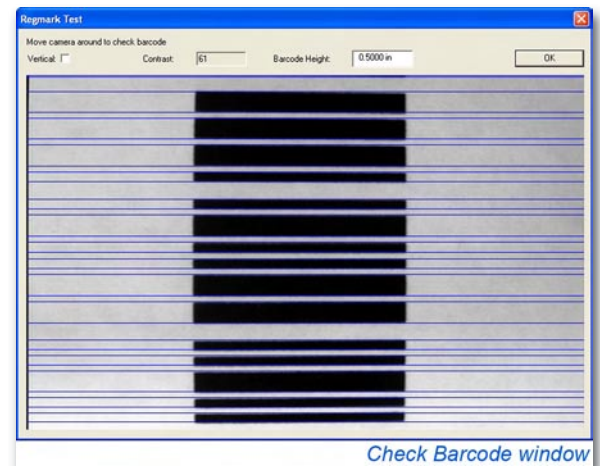 Regmark Test
Move camera around to check barcode
Vertical: Contrast: 61 Barcode Height: 0.5000 in OK
Check Barcode window